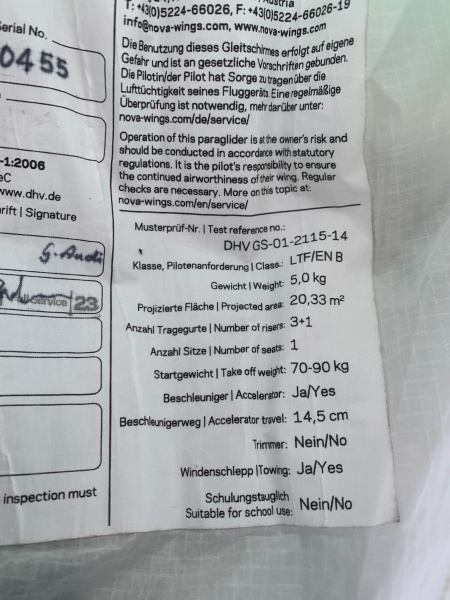 Serial No.
0455
-1:2006
eC
www.dhv.de
rift | Signature
Service 23
inspection must
Austria
T: +43(0)5224-66026, F: +43(0)5224-66026-19
info@nova-wings.com, www.nova-wings.com
Die Benutzung dieses Gleitschirmes erfolgt auf eigene
Gefahr und ist an gesetzliche Vorschriften gebunden.
Die Pilotin/der Pilot hat Sorge zu tragen über die
Lufttüchtigkeit seines Fluggeräts. Eine regelmäßige
Überprüfung ist notwendig, mehr darüber unter:
nova-wings.com/de/service/
Operation of this paraglider is at the owner's risk and
should be conducted in accordance with statutory
regulations. It is the pilot's responsibility to ensure
the continued airworthiness of their wing. Regular
checks are necessary. More on this topic at:
nova-wings.com/en/service/
Musterprüf-Nr. | Test reference no.:
DHV GS-01-2115-14
Klasse, Pilotenanforderung | Class.: LTF/EN B
Gewicht | Weight: 5,0 kg
Projizierte Fläche | Projected area: 20,33 m²
Anzahl Tragegurte | Number of risers: 3+1
Anzahl Sitze | Number of seats: 1
Startgewicht | Take off weight: 70-90 kg
Beschleuniger | Accelerator: Ja/Yes
Beschleunigerweg | Accelerator travel: 14,5 cm
Trimmer: Nein/No
Windenschlepp | Towing: Ja/Yes
Schulungstauglich
Suitable for school use: Nein/No